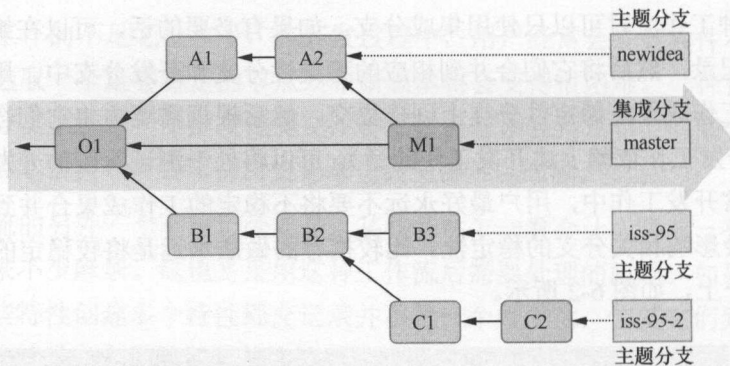 主题分支
A1 A2 newidea
集成分支
O1 M1 master
B1 B2 B3 iss-95
主题分支
C1 C2 iss-95-2
主题分支